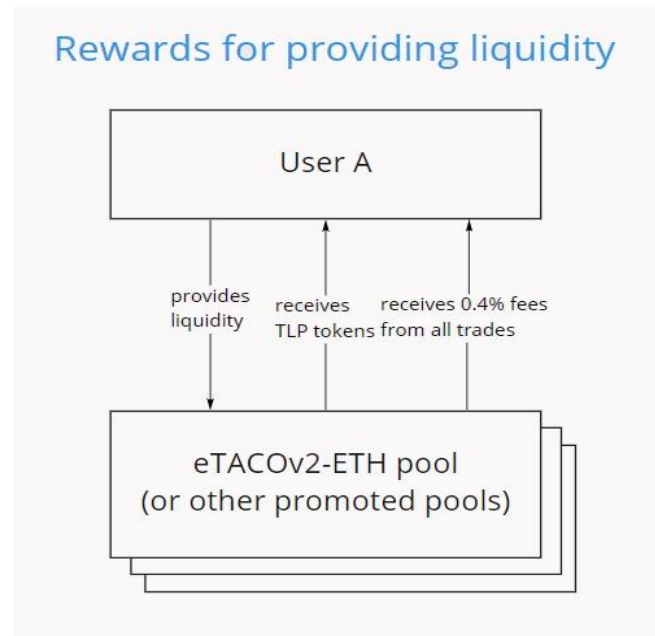 Rewards for providing liquidity
User A
provides
liquidity
receives
TLP tokens
receives 0.4% fees
from all trades
eTACOv2-ETH pool
(or other promoted pools)